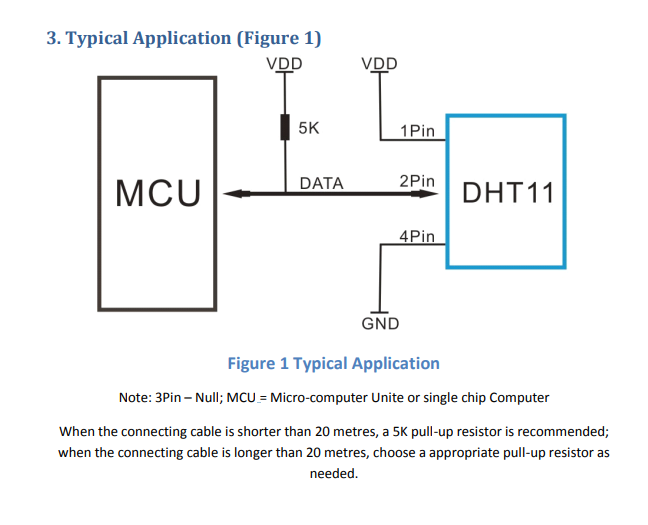 3. Typical Application (Figure 1)
VDD
VDD
5K
1Pin
MCU
DATA
2Pin
DHT11
4Pin
GND
Figure 1 Typical Application
Note: 3Pin – Null; MCU = Micro-computer Unite or single chip Computer
When the connecting cable is shorter than 20 metres, a 5K pull-up resistor is recommended;
when the connecting cable is longer than 20 metres, choose a appropriate pull-up resistor as
needed.